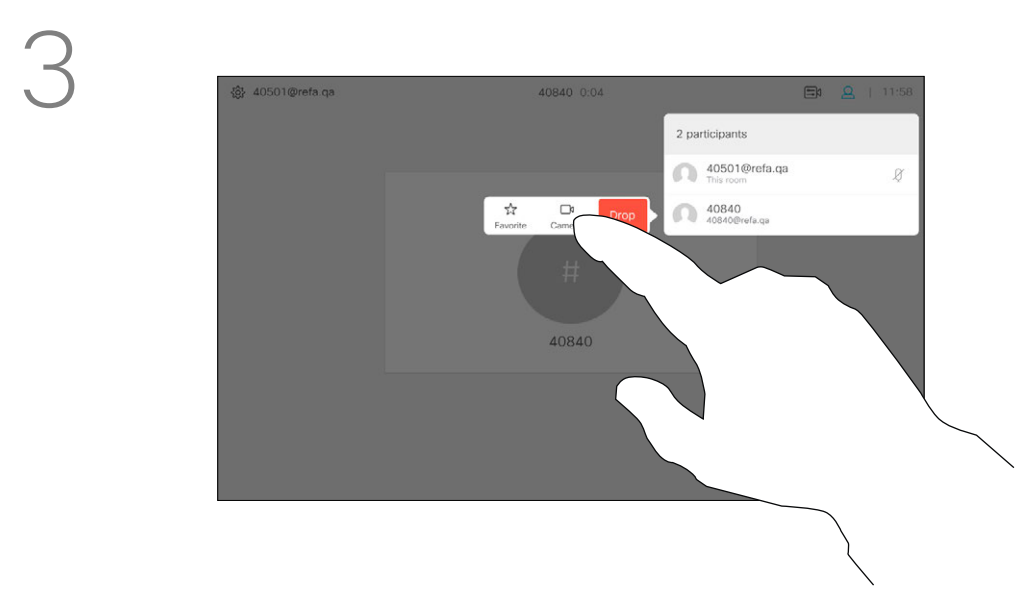 3
40501@refa.qa
40840 0:04
| 11:58
2 participants
40501@refa.qa
This room
40840
40840@refa.qa
Favorite
Drop
#
40840